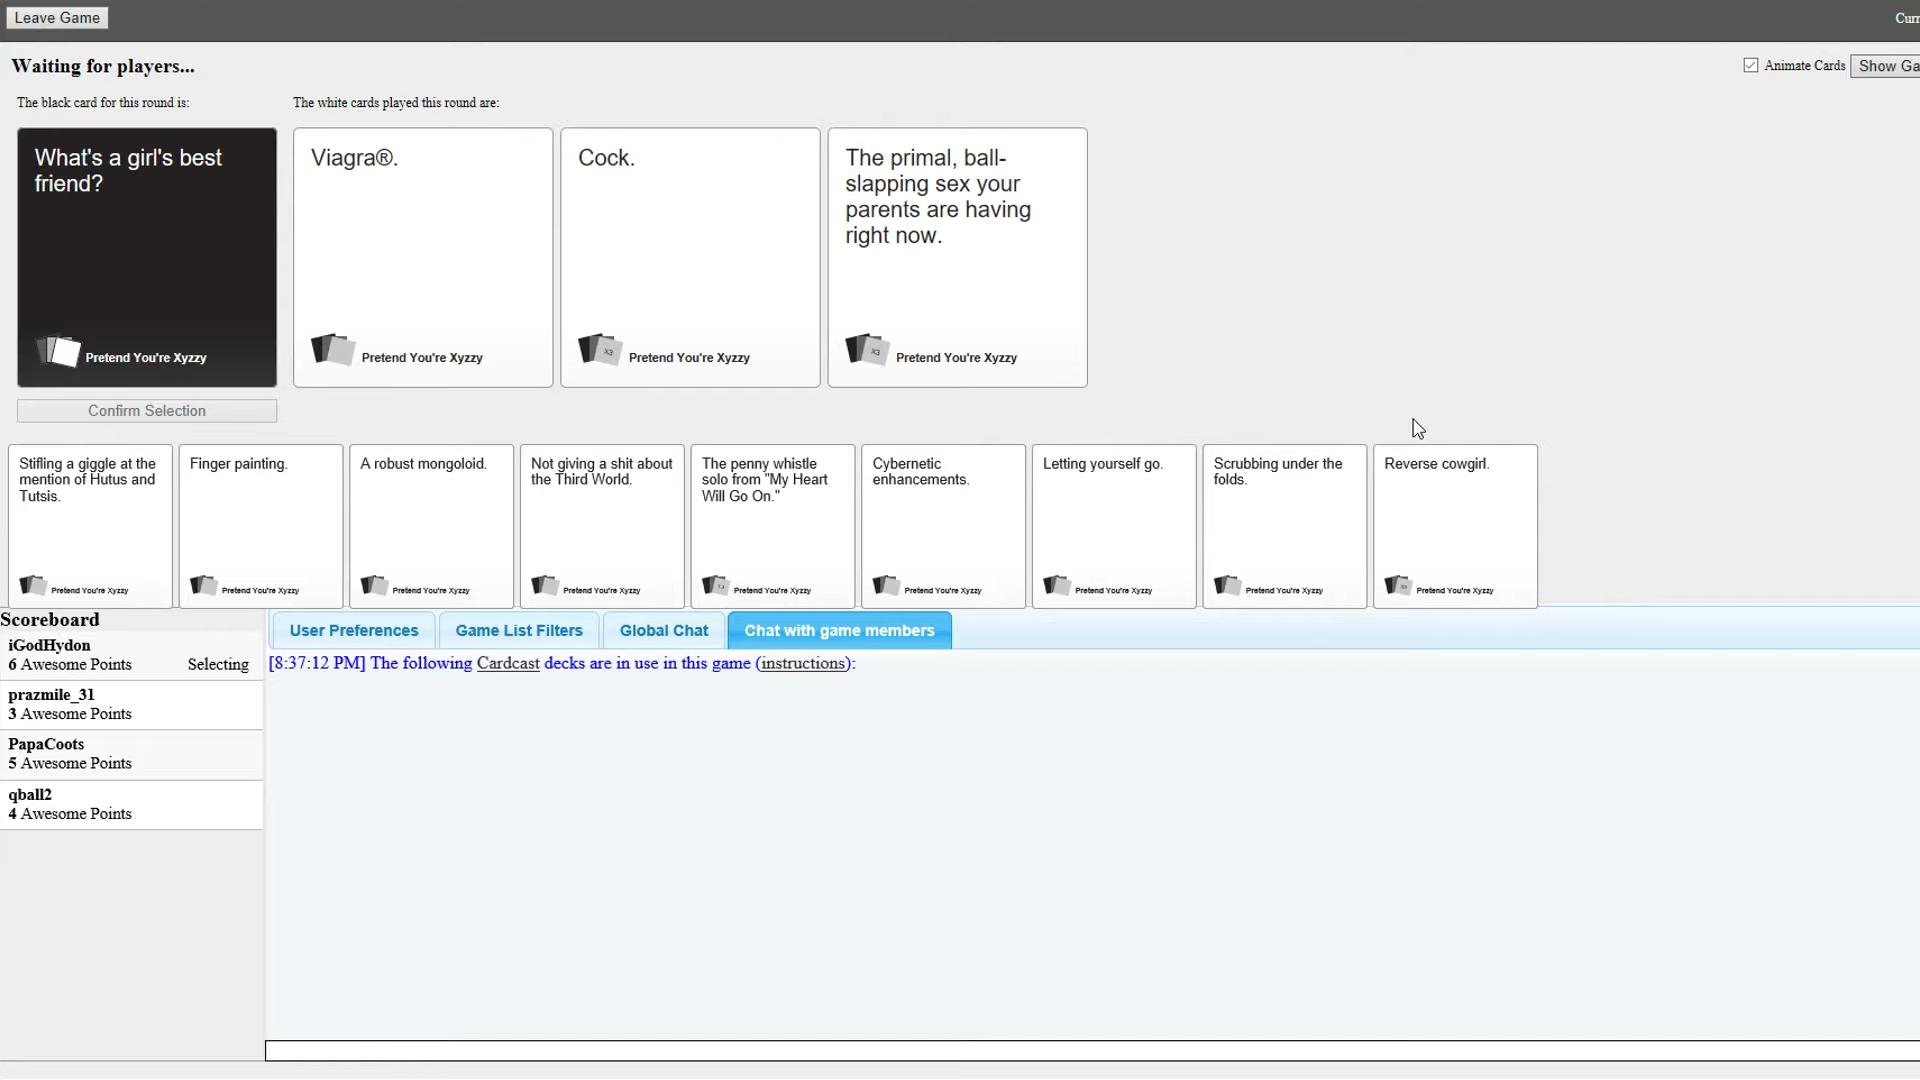 Leave Game
Curr
Waiting for players...
Animate Cards
Show Ga
The black card for this round is:
The white cards played this round are:
What's a girl's best
friend?
Pretend You're Xyzzy
Viagra®.
Pretend You're Xyzzy
Cock.
X3
Pretend You're Xyzzy
The primal, ball-
slapping sex your
parents are having
right now.
X3
Pretend You're Xyzzy
Confirm Selection
Stifling a giggle at the
mention of Hutus and
Tutsis.
Pretend You're Xyzzy
Finger painting.
Pretend You're Xyzzy
A robust mongoloid.
Pretend You're Xyzzy
Not giving a shit about
the Third World.
Pretend You're Xyzzy
The penny whistle
solo from "My Heart
Will Go On."
Pretend You're Xyzzy
Cybernetic
enhancements.
Pretend You're Xyzzy
Letting yourself go.
Pretend You're Xyzzy
Scrubbing under the
folds.
Pretend You're Xyzzy
Reverse cowgirl.
Pretend You're Xyzzy
Scoreboard
iGodHydon
6 Awesome Points
Selecting
prazmile_31
3 Awesome Points
PapaCoots
5 Awesome Points
qball2
4 Awesome Points
User Preferences
Game List Filters
Global Chat
Chat with game members
[8:37:12 PM] The following Cardcast decks are in use in this game (instructions):